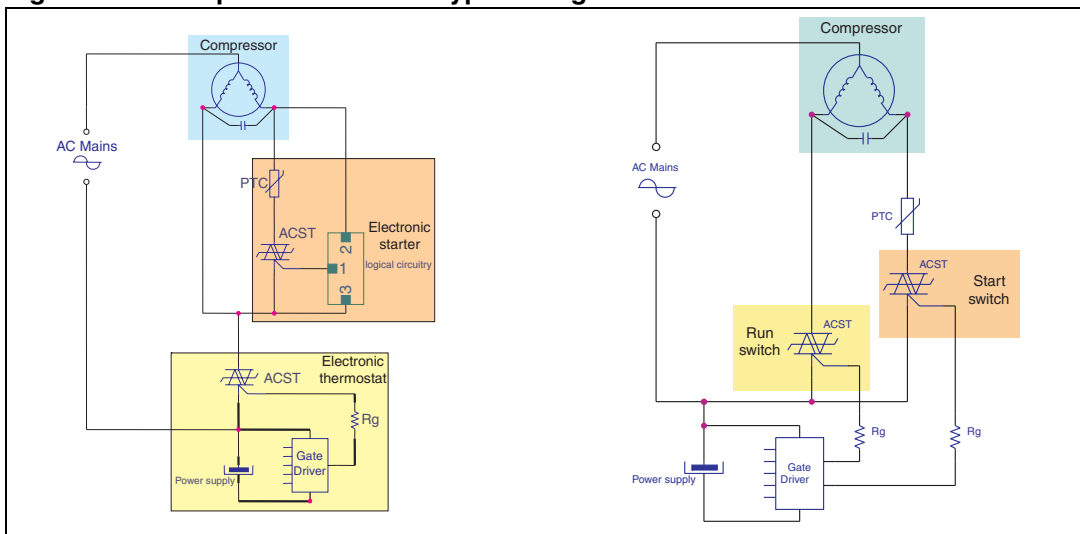 Compressor
AC Mains
PTC
ACST
Electronic
starter
logical circuitry
2
1
3
Electronic
thermostat
ACST
Rg
Gate
Driver
Power supply
Compressor
AC Mains
PTC
ACST
Start
switch
ACST
Run
switch
Rg
Rg
Gate
Driver
Power supply